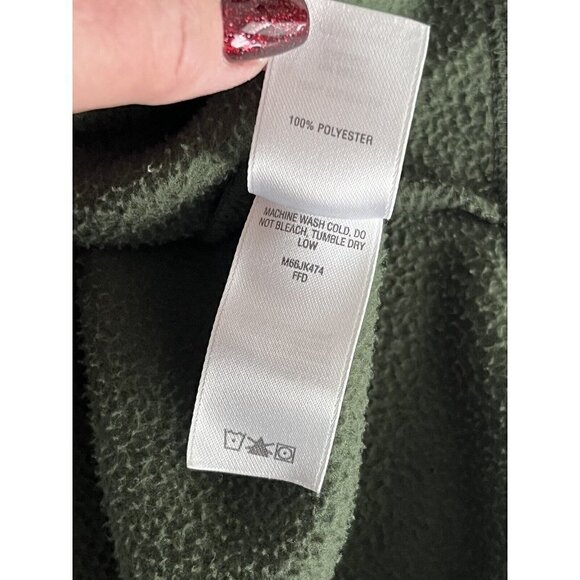 100% POLYESTER
MACHINE WASH COLD, DO
NOT BLEACH, TUMBLE DRY
LOW
M66JK474
FFD